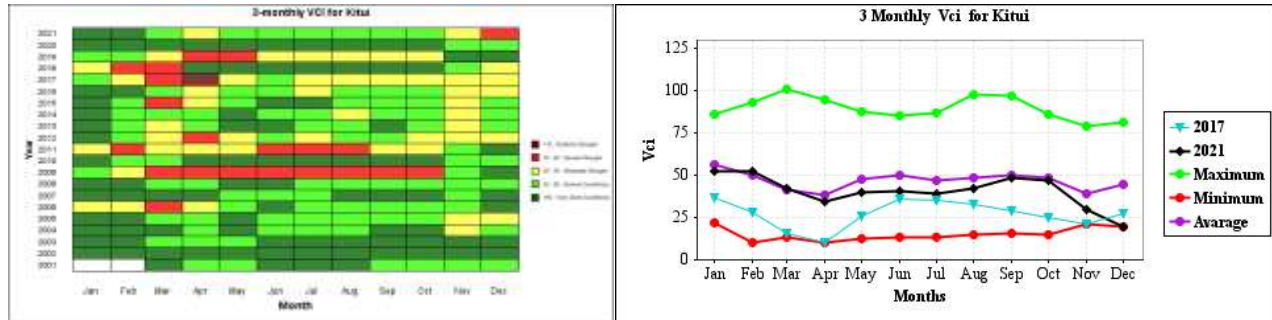 3-monthly VCI for Kitui
Year
2021
2020
2019
2018
2017
2016
2015
2014
2013
2012
2011
2010
2009
2008
2007
2006
2005
2004
2003
2002
2001
Jan Feb Mar Apr May Jun Jul Aug Sep Oct Nov Dec
Month
3 Monthly Vci for Kitui
Vci
125
100
75
50
25
0
Jan Feb Mar Apr May Jun Jul Aug Sep Oct Nov Dec
Months
2017
2021
Maximum
Minimum
Avarage